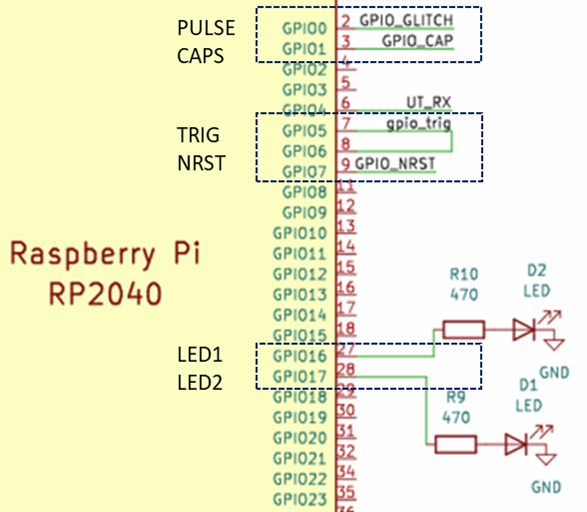 PULSE
CAPS
GPIO0 2 GPIO_GLITCH
GPIO1 3 GPIO_CAP
GPIO2 4
GPIO3 5
GPIO4 6 UT_RX
TRIG
NRST
GPIO5 7 gpio_trig
GPIO6 8
GPIO7 9 GPIO_NRST
GPIO8 11
GPIO9 12
GPIO10 13
GPIO11 14
Raspberry Pi
RP2040
GPIO12 15
GPIO13 16
GPIO14 17
GPIO15 18
R10
470
D2
LED
GND
LED1
LED2
GPIO16 27
GPIO17 28
GPIO18 29
GPIO19 30
GPIO20 31
GPIO21 32
GPIO22 34
GPIO23 35
36
R9
470
D1
LED
GND